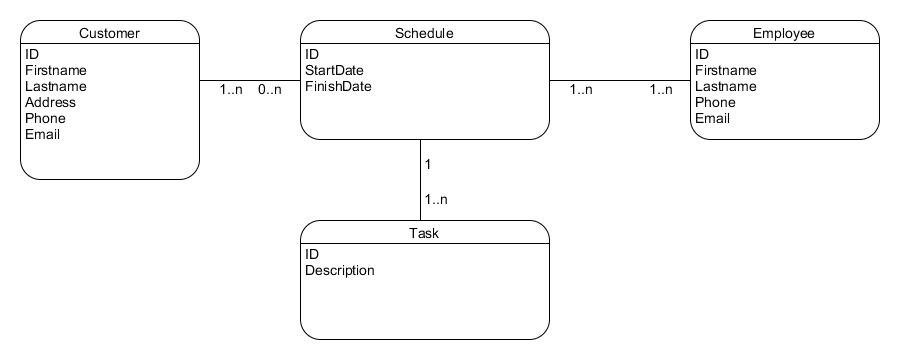 Customer
ID
Firstname
Lastname
Address
Phone
Email
1..n 0..n
Schedule
ID
StartDate
FinishDate
1..n 1..n
Employee
ID
Firstname
Lastname
Phone
Email
1
1..n
Task
ID
Description